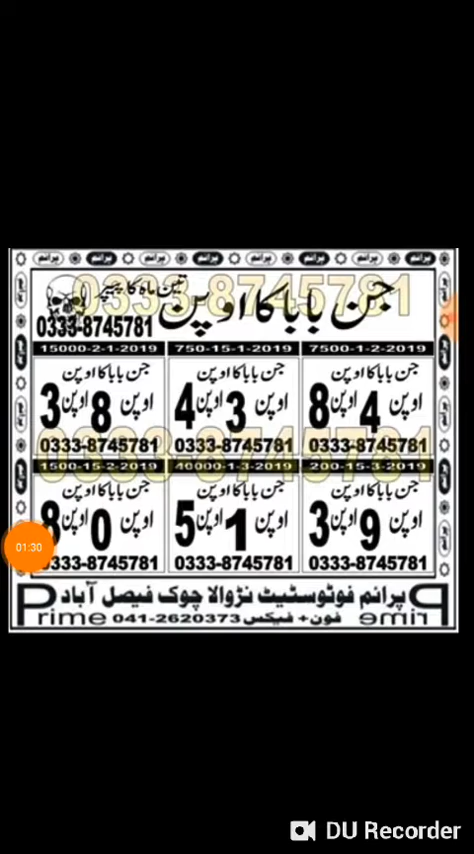 جن بابا کا اوپن
تین ماہ کا پیپر
0333-8745781
0333-8745781
15000-2-1-2019 750-15-1-2019 7500-1-2-2019
جن بابا کا اوپن جن بابا کا اوپن جن بابا کا اوپن
3 اوپن 8 اوپن 4 اوپن 3 اوپن 8 اوپن 4 اوپن
0333-8745781 0333-8745781 0333-8745781
0333-8745781
1500-15-2-2019 40000-1-3-2019 200-15-3-2019
جن بابا کا اوپن جن بابا کا اوپن جن بابا کا اوپن
8 اوپن 0 اوپن 5 اوپن 1 اوپن 3 اوپن 9 اوپن
0333-8745781 0333-8745781 0333-8745781
01:30
پرائم فوٹوسٹیٹ نڑوالا چوک فیصل آباد
Prime 041-2620373 فون+فیکس Prime
DU Recorder